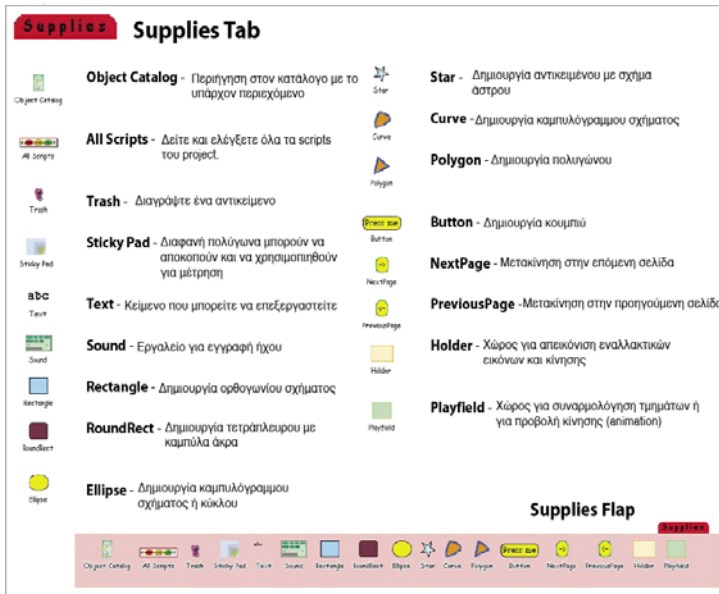 Supplies
Supplies Tab
Object Catalog
Object Catalog - Περιήγηση στον κατάλογο με το
υπάρχον περιεχόμενο
All Scripts
All Scripts - Δείτε και ελέγξετε όλα τα scripts
του project.
Trash
Trash - Διαγράψτε ένα αντικείμενο
Sticky Pad
Sticky Pad - Διαφανή πολύγωνα μπορούν να
αποκοπούν και να χρησιμοπιηθούν
για μέτρηση
abc
Text
Text - Κείμενο που μπορείτε να επεξεργαστείτε
Sound
Sound - Εργαλείο για εγγραφή ήχου
Rectangle
Rectangle - Δημιουργία ορθογωνίου σχήματος
RoundRect
RoundRect - Δημιουργία τετράπλευρου με
καμπύλα άκρα
Ellipse
Ellipse - Δημιουργία καμπυλόγραμμου
σχήματος ή κύκλου
Star
Star - Δημιουργία αντικειμένου με σχήμα
άστρου
Curve
Curve - Δημιουργία καμπυλόγραμμου σχήματος
Polygon
Polygon - Δημιουργία πολυγώνου
Press me
Button
Button - Δημιουργία κουμπιύ
NextPage
NextPage - Μετακίνηση στην επόμενη σελίδα
PreviousPage
PreviousPage - Μετακίνηση στην προηγούμενη σελίδα
Holder
Holder - Χώρος για απεικόνιση εναλλακτικών
εικόνων και κίνησης
Playfield
Playfield - Χώρος για συναρμολόγηση τμημάτων ή
για προβολή κίνησης (animation)
Supplies Flap
Supplies
abc
Press me
Object Catalog All Scripts Trash Sticky Pad Text Sound Rectangle RoundRect Ellipse Star Curve Polygon Button NextPage PreviousPage Holder Playfield